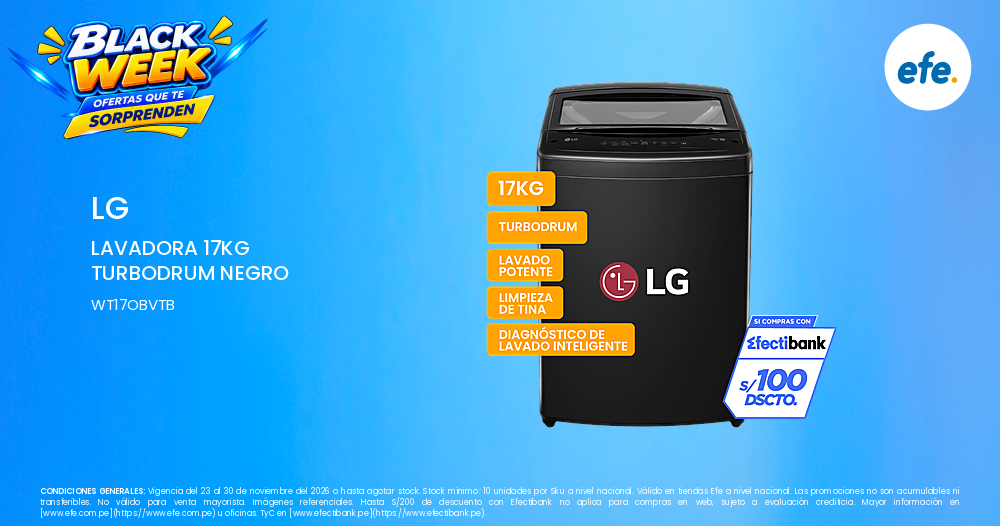 BLACK
WEEK
OFERTAS QUE TE
SORPRENDEN
efe.
LG
LAVADORA 17KG
TURBODRUM NEGRO
WT17OBVTB
LG
17KG
TURBODRUM
LAVADO
POTENTE
LIMPIEZA
DE TINA
DIAGNÓSTICO DE
LAVADO INTELIGENTE
LG
SI COMPRAS CON
Efectibank
S/100
DSCTO.
CONDICIONES GENERALES: Vigencia del 23 al 30 de noviembre del 2026 o hasta agotar stock. Stock mínimo: 10 unidades por Sku a nivel nacional. Válido en tiendas Efe a nivel nacional. Las promociones no son acumulables ni
transferibles. No válido para venta mayorista. Imágenes referenciales. Hasta S/200 de descuento con Efectibank no aplica para compras en web, sujeto a evaluación crediticia. Mayor información en
[www.efe.com.pe](https://www.efe.com.pe) u oficinas. TyC en [www.efectibank.pe](https://www.efectibank.pe).